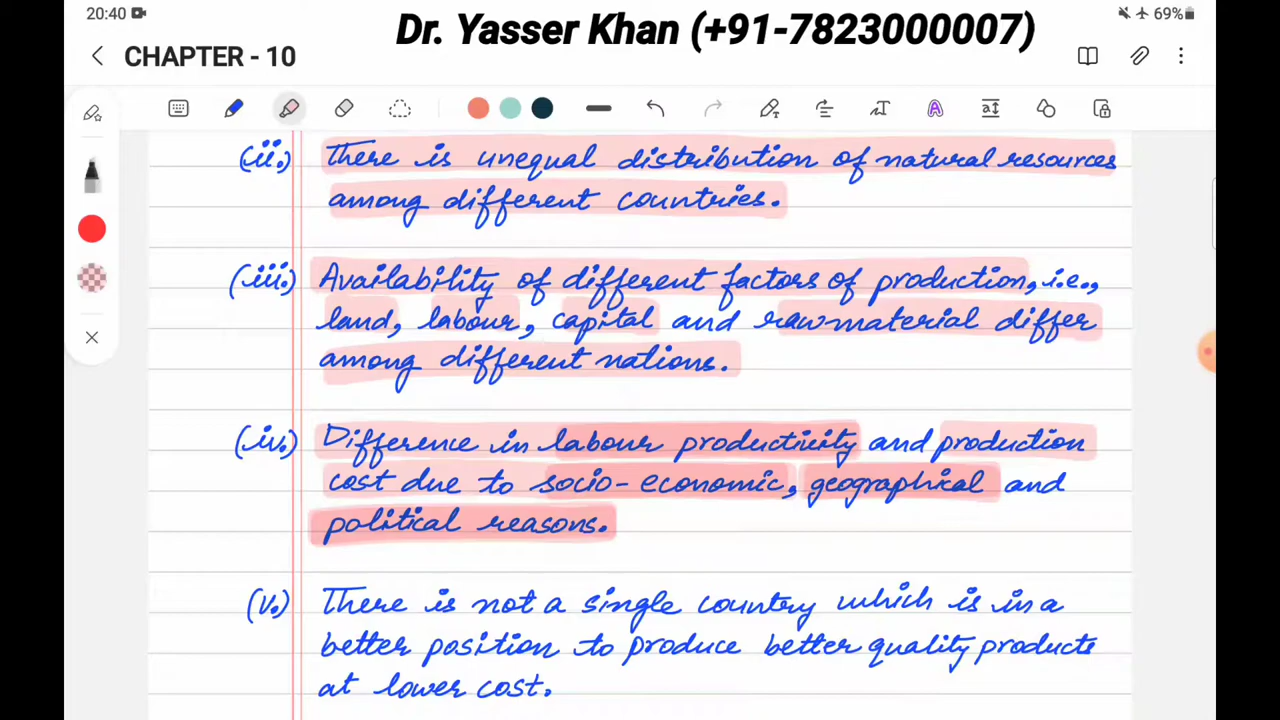 20:40
Dr. Yasser Khan (+91-7823000007)
69%
CHAPTER - 10
(ii.) There is unequal distribution of natural resources
among different countries.
(iii.) Availability of different factors of production, i.e.,
land, labour, capital and raw material differ
among different nations.
(iv.) Difference in labour productivity and production
cost due to socio-economic, geographical and
political reasons.
(v.) There is not a single country which is in a
better position to produce better quality products
at lower cost.